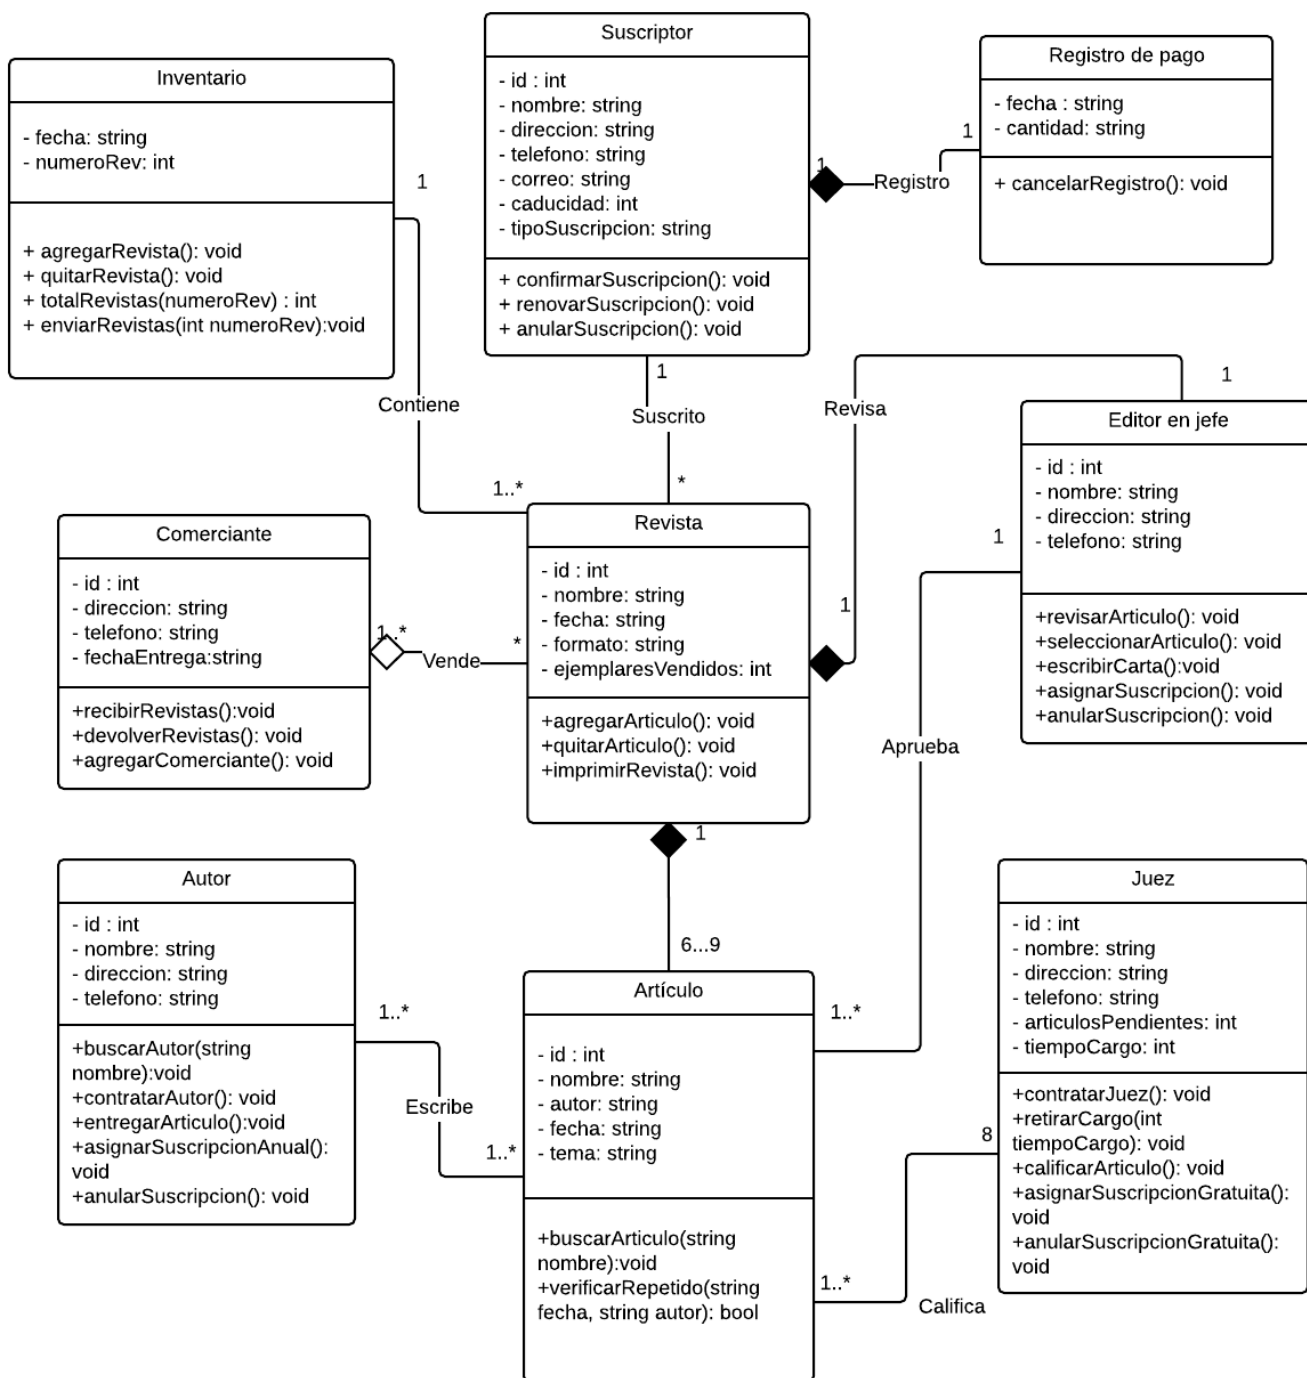 Inventario
- fecha: string
- numeroRev: int
+ agregarRevista(): void
+ quitarRevista(): void
+ totalRevistas(numeroRev) : int
+ enviarRevistas(int numeroRev):void
1
Contiene
1..*
Suscriptor
- id : int
- nombre: string
- direccion: string
- telefono: string
- correo: string
- caducidad: int
- tipoSuscripcion: string
+ confirmarSuscripcion(): void
+ renovarSuscripcion(): void
+ anularSuscripcion(): void
1
Registro
1
Registro de pago
- fecha : string
- cantidad: string
+ cancelarRegistro(): void
1
Suscrito
*
Revisa
1
1
Editor en jefe
- id : int
- nombre: string
- direccion: string
- telefono: string
+revisarArticulo(): void
+seleccionarArticulo(): void
+escribirCarta():void
+asignarSuscripcion(): void
+anularSuscripcion(): void
Comerciante
- id : int
- direccion: string
- telefono: string
- fechaEntrega:string
+recibirRevistas():void
+devolverRevistas(): void
+agregarComerciante(): void
1..*
Vende
*
Revista
- id : int
- nombre: string
- fecha: string
- formato: string
- ejemplaresVendidos: int
+agregarArticulo(): void
+quitarArticulo(): void
+imprimirRevista(): void
1
Aprueba
1..*
1
6...9
Autor
- id : int
- nombre: string
- direccion: string
- telefono: string
+buscarAutor(string
nombre):void
+contratarAutor(): void
+entregarArticulo():void
+asignarSuscripcionAnual():
void
+anularSuscripcion(): void
1..*
Escribe
1..*
Artículo
- id : int
- nombre: string
- autor: string
- fecha: string
- tema: string
+buscarArticulo(string
nombre):void
+verificarRepetido(string
fecha, string autor): bool
1..*
Califica
8
Juez
- id : int
- nombre: string
- direccion: string
- telefono: string
- articulosPendientes: int
- tiempoCargo: int
+contratarJuez(): void
+retirarCargo(int
tiempoCargo): void
+calificarArticulo(): void
+asignarSuscripcionGratuita():
void
+anularSuscripcionGratuita():
void